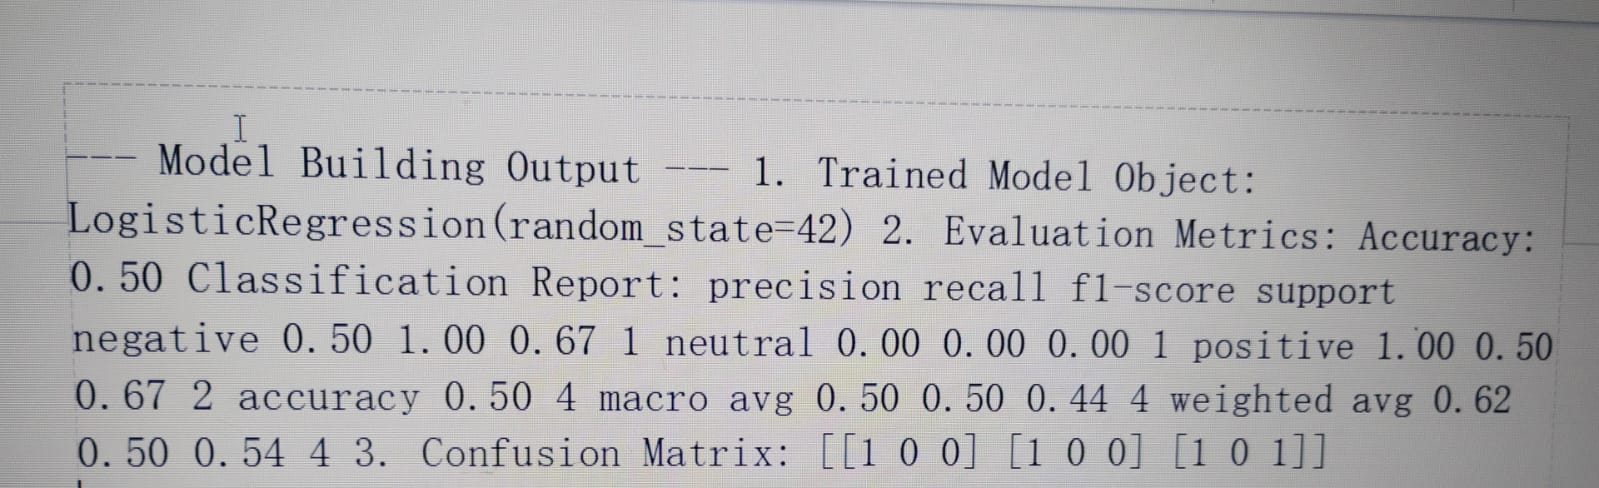 --- Model Building Output --- 1. Trained Model Object:
LogisticRegression(random_state=42) 2. Evaluation Metrics: Accuracy:
0.50 Classification Report: precision recall f1-score support
negative 0.50 1.00 0.67 1 neutral 0.00 0.00 0.00 1 positive 1.00 0.50
0.67 2 accuracy 0.50 4 macro avg 0.50 0.50 0.44 4 weighted avg 0.62
0.50 0.54 4 3. Confusion Matrix: [[1 0 0] [1 0 0] [1 0 1]]